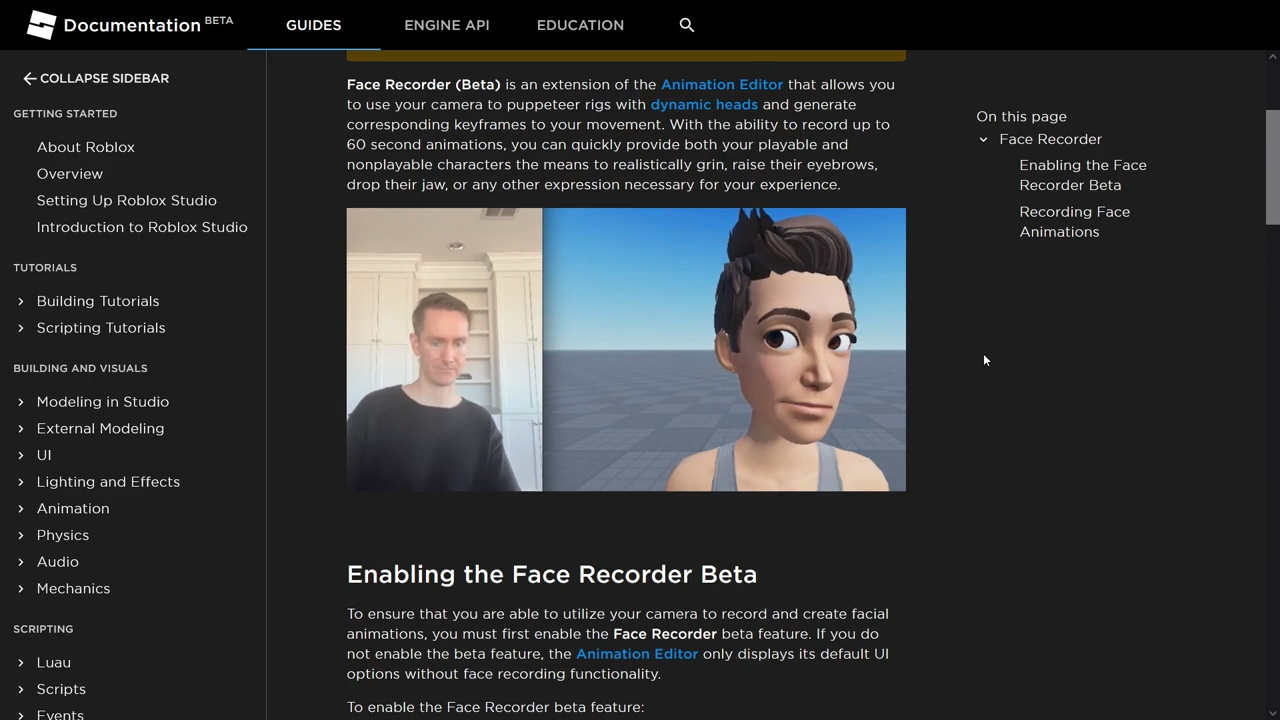 Documentation BETA
GUIDES
ENGINE API
EDUCATION
COLLAPSE SIDEBAR
GETTING STARTED
About Roblox
Overview
Setting Up Roblox Studio
Introduction to Roblox Studio
TUTORIALS
Building Tutorials
Scripting Tutorials
BUILDING AND VISUALS
Modeling in Studio
External Modeling
UI
Lighting and Effects
Animation
Physics
Audio
Mechanics
SCRIPTING
Luau
Scripts
Events
Face Recorder (Beta) is an extension of the Animation Editor that allows you
to use your camera to puppeteer rigs with dynamic heads and generate
corresponding keyframes to your movement. With the ability to record up to
60 second animations, you can quickly provide both your playable and
nonplayable characters the means to realistically grin, raise their eyebrows,
drop their jaw, or any other expression necessary for your experience.
Enabling the Face Recorder Beta
To ensure that you are able to utilize your camera to record and create facial
animations, you must first enable the Face Recorder beta feature. If you do
not enable the beta feature, the Animation Editor only displays its default UI
options without face recording functionality.
To enable the Face Recorder beta feature:
On this page
Face Recorder
Enabling the Face
Recorder Beta
Recording Face
Animations